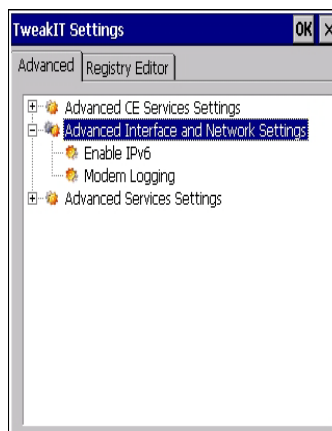 TweakIT Settings OK ×
Advanced Registry Editor
Advanced CE Services Settings
Advanced Interface and Network Settings
Enable IPv6
Modem Logging
Advanced Services Settings